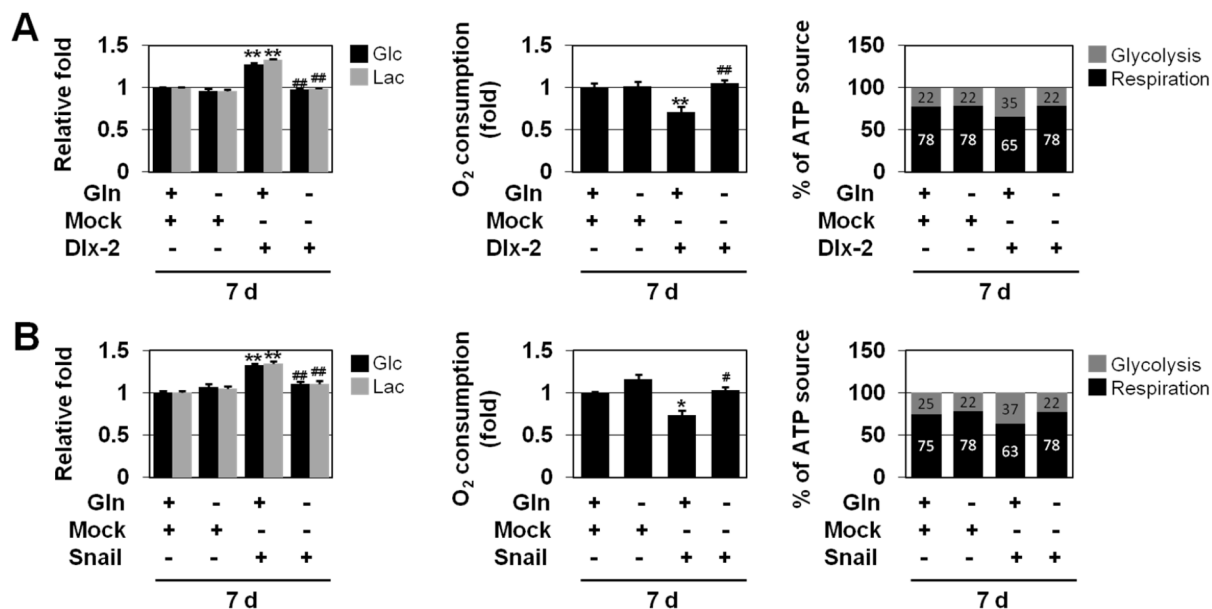 A
Relative fold
1.5
1
0.5
0
** **
## ##
Glc
Lac
Gln + - + -
Mock + + - -
Dlx-2 - - + +
7 d
O2 consumption (fold)
1.5
1
0.5
0
**
##
Gln + - + -
Mock + + - -
Dlx-2 - - + +
7 d
% of ATP source
150
100
50
0
22 22 35 22
78 78 65 78
Glycolysis
Respiration
Gln + - + -
Mock + + - -
Dlx-2 - - + +
7 d
B
Relative fold
1.5
1
0.5
0
** **
## ##
Glc
Lac
Gln + - + -
Mock + + - -
Snail - - + +
7 d
O2 consumption (fold)
1.5
1
0.5
0
*
#
Gln + - + -
Mock + + - -
Snail - - + +
7 d
% of ATP source
150
100
50
0
25 22 37 22
75 78 63 78
Glycolysis
Respiration
Gln + - + -
Mock + + - -
Snail - - + +
7 d